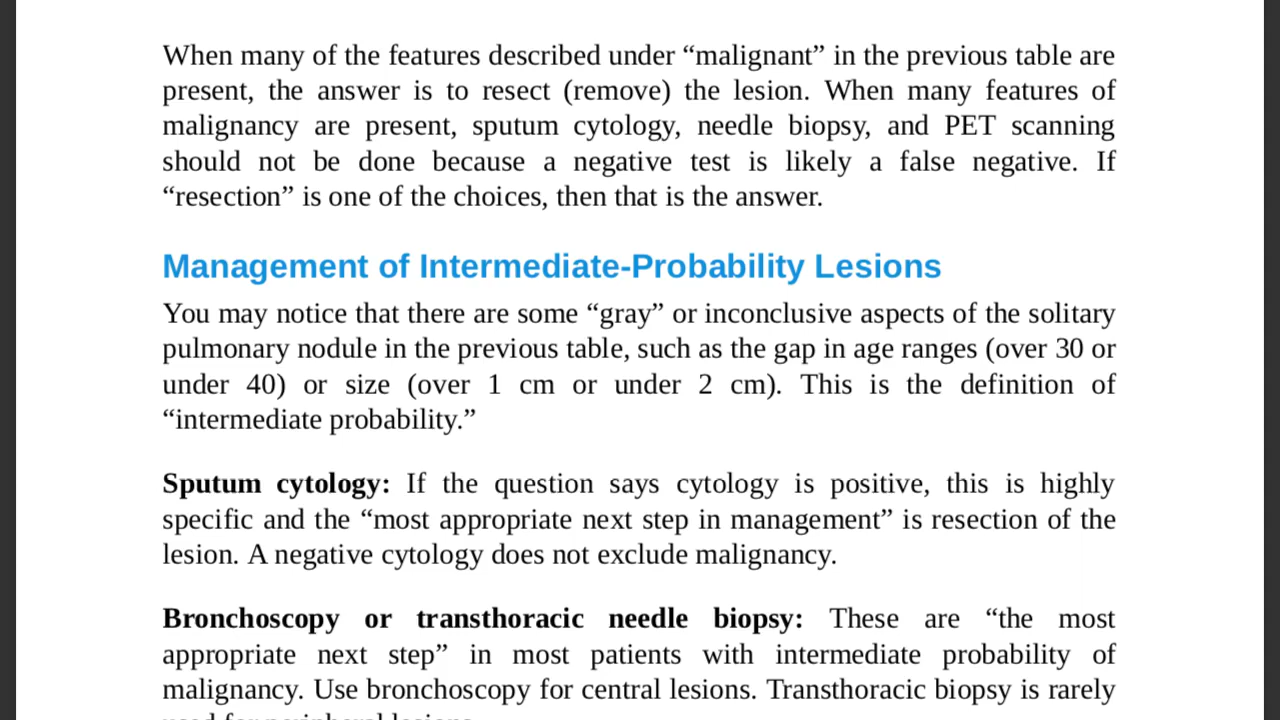 When many of the features described under “malignant” in the previous table are
present, the answer is to resect (remove) the lesion. When many features of
malignancy are present, sputum cytology, needle biopsy, and PET scanning
should not be done because a negative test is likely a false negative. If
“resection” is one of the choices, then that is the answer.
Management of Intermediate-Probability Lesions
You may notice that there are some “gray” or inconclusive aspects of the solitary
pulmonary nodule in the previous table, such as the gap in age ranges (over 30 or
under 40) or size (over 1 cm or under 2 cm). This is the definition of
“intermediate probability.”
Sputum cytology: If the question says cytology is positive, this is highly
specific and the “most appropriate next step in management” is resection of the
lesion. A negative cytology does not exclude malignancy.
Bronchoscopy or transthoracic needle biopsy: These are “the most
appropriate next step” in most patients with intermediate probability of
malignancy. Use bronchoscopy for central lesions. Transthoracic biopsy is rarely